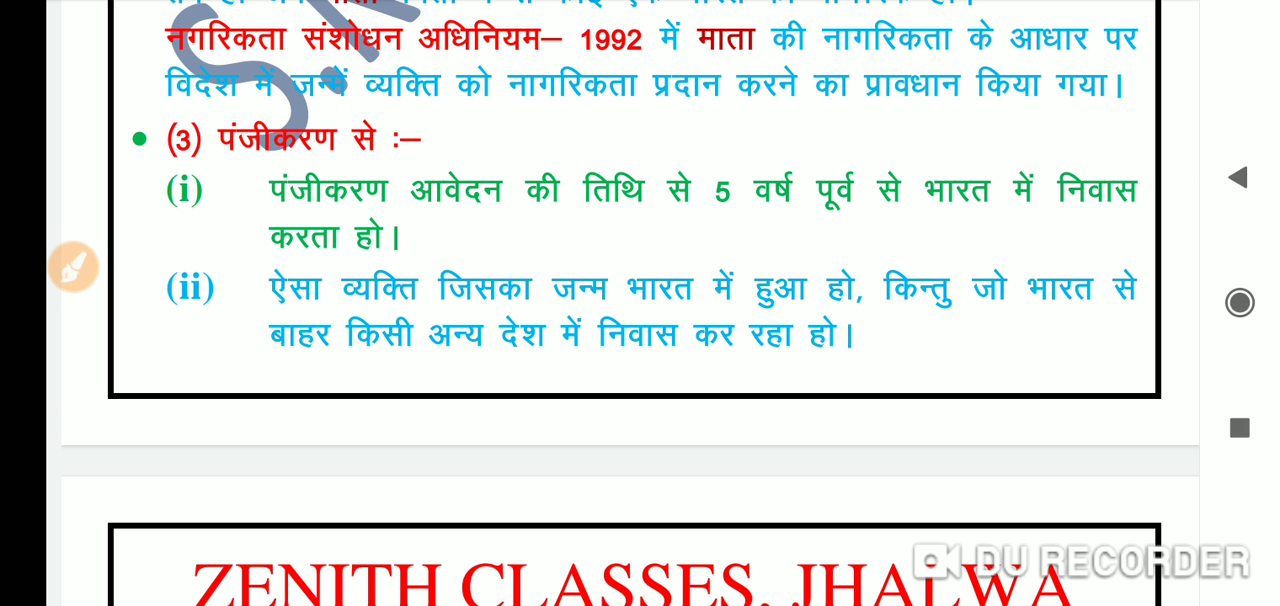 नगरिकता संशोधन अधिनियम– 1992 में माता की नागरिकता के आधार पर
विदेश में जन्में व्यक्ति को नागरिकता प्रदान करने का प्रावधान किया गया।
• (3) पंजीकरण से :–
(i) पंजीकरण आवेदन की तिथि से 5 वर्ष पूर्व से भारत में निवास
करता हो।
(ii) ऐसा व्यक्ति जिसका जन्म भारत में हुआ हो, किन्तु जो भारत से
बाहर किसी अन्य देश में निवास कर रहा हो।
DU RECORDER
ZENITH CLASSES, JHALWA